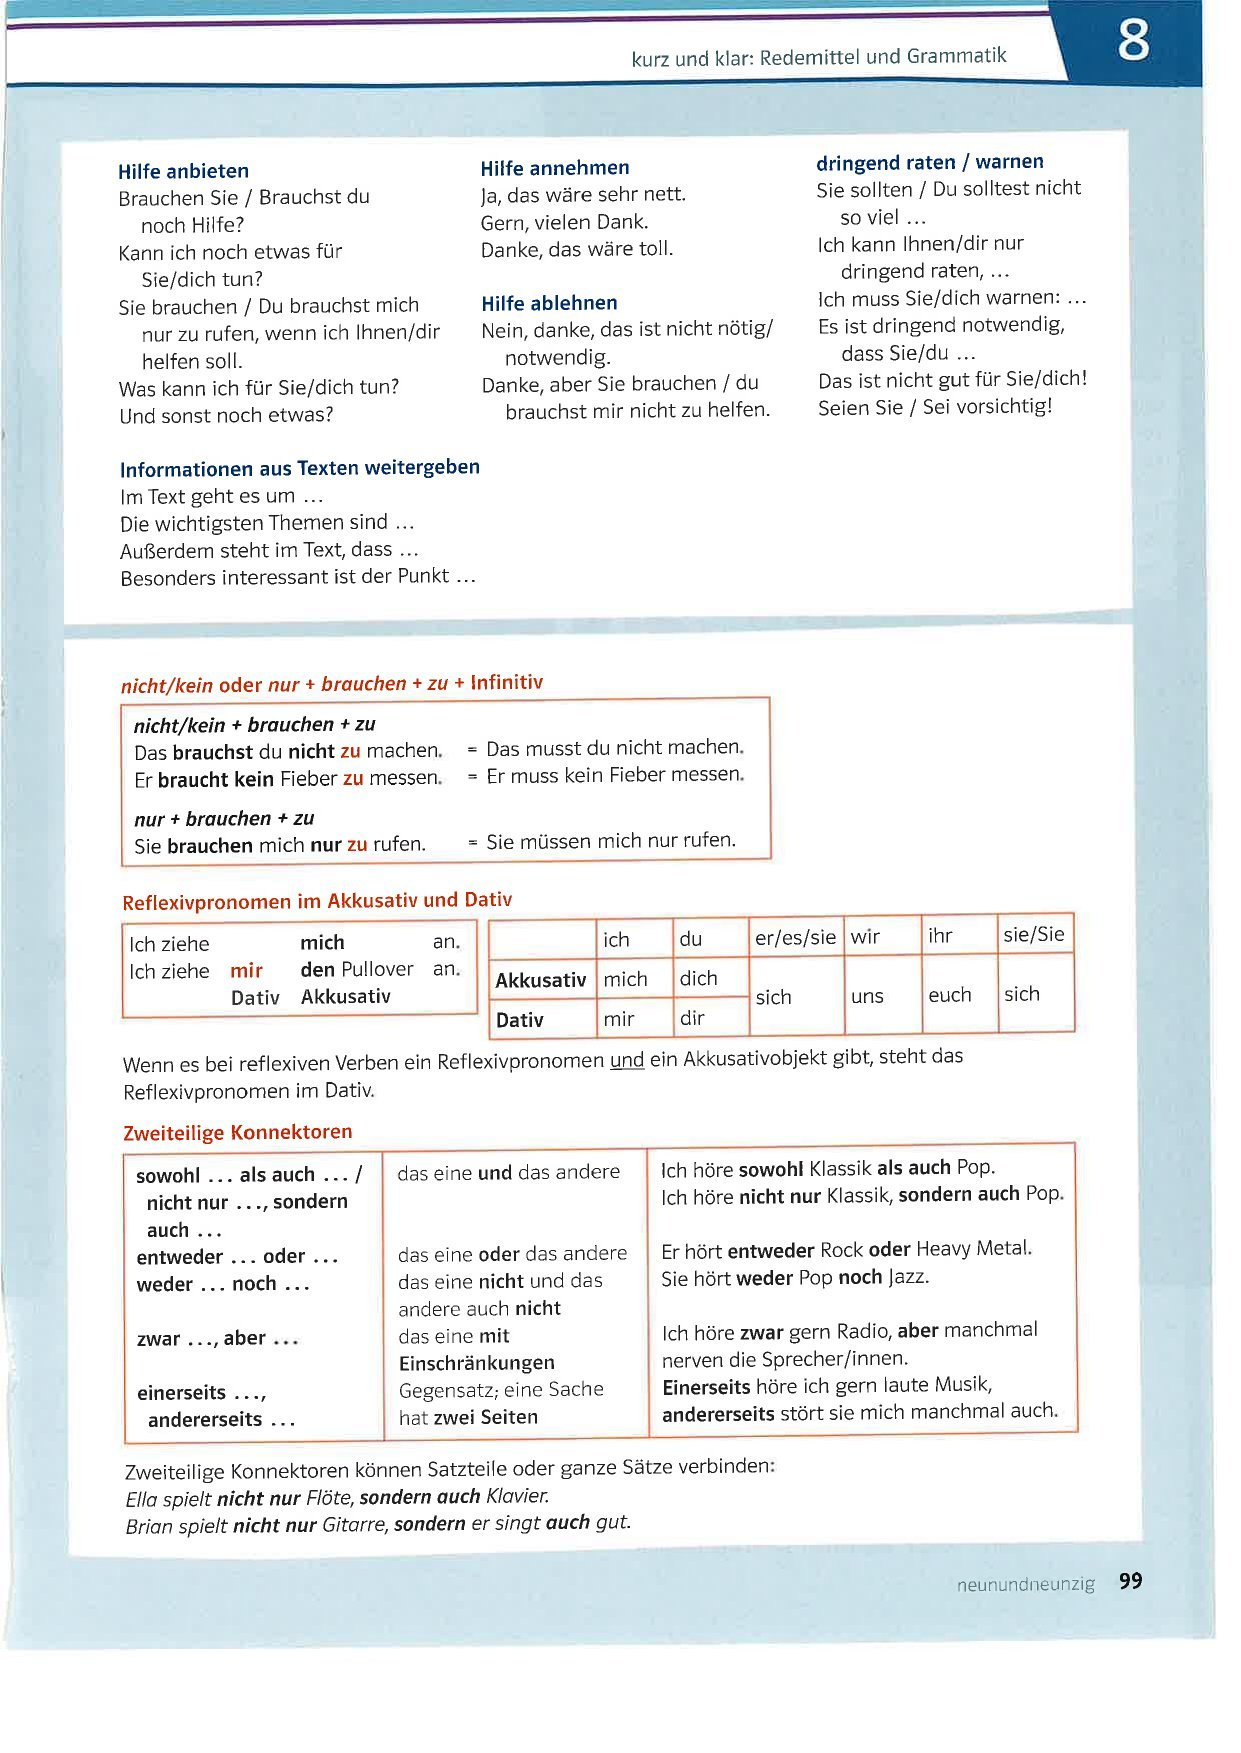 kurz und klar: Redemittel und Grammatik
8
Hilfe anbieten
Brauchen Sie / Brauchst du
noch Hilfe?
Kann ich noch etwas für
Sie/dich tun?
Sie brauchen / Du brauchst mich
nur zu rufen, wenn ich Ihnen/dir
helfen soll.
Was kann ich für Sie/dich tun?
Und sonst noch etwas?
Hilfe annehmen
Ja, das wäre sehr nett.
Gern, vielen Dank.
Danke, das wäre toll.
Hilfe ablehnen
Nein, danke, das ist nicht nötig/
notwendig.
Danke, aber Sie brauchen / du
brauchst mir nicht zu helfen.
dringend raten / warnen
Sie sollten / Du solltest nicht
so viel ...
Ich kann Ihnen/dir nur
dringend raten, ...
Ich muss Sie/dich warnen: ...
Es ist dringend notwendig,
dass Sie/du ...
Das ist nicht gut für Sie/dich!
Seien Sie / Sei vorsichtig!
Informationen aus Texten weitergeben
Im Text geht es um ...
Die wichtigsten Themen sind ...
Außerdem steht im Text, dass ...
Besonders interessant ist der Punkt ...
nicht/kein oder nur + brauchen + zu + Infinitiv
nicht/kein + brauchen + zu
Das brauchst du nicht zu machen. = Das musst du nicht machen.
Er braucht kein Fieber zu messen. = Er muss kein Fieber messen.
nur + brauchen + zu
Sie brauchen mich nur zu rufen. = Sie müssen mich nur rufen.
Reflexivpronomen im Akkusativ und Dativ
Ich ziehe mich an.
Ich ziehe mir den Pullover an.
Dativ Akkusativ
ich du er/es/sie wir ihr sie/Sie
Akkusativ mich dich
sich uns euch sich
Dativ mir dir
Wenn es bei reflexiven Verben ein Reflexivpronomen und ein Akkusativobjekt gibt, steht das
Reflexivpronomen im Dativ.
Zweiteilige Konnektoren
sowohl ... als auch ... / das eine und das andere Ich höre sowohl Klassik als auch Pop.
nicht nur ..., sondern Ich höre nicht nur Klassik, sondern auch Pop.
auch ...
entweder ... oder ... das eine oder das andere Er hört entweder Rock oder Heavy Metal.
weder ... noch ... das eine nicht und das Sie hört weder Pop noch Jazz.
andere auch nicht
zwar ..., aber ... das eine mit Ich höre zwar gern Radio, aber manchmal
Einschränkungen nerven die Sprecher/innen.
einerseits ..., Gegensatz; eine Sache Einerseits höre ich gern laute Musik,
andererseits ... hat zwei Seiten andererseits stört sie mich manchmal auch.
Zweiteilige Konnektoren können Satzteile oder ganze Sätze verbinden:
Ella spielt nicht nur Flöte, sondern auch Klavier.
Brian spielt nicht nur Gitarre, sondern er singt auch gut.
neunundneunzig 99